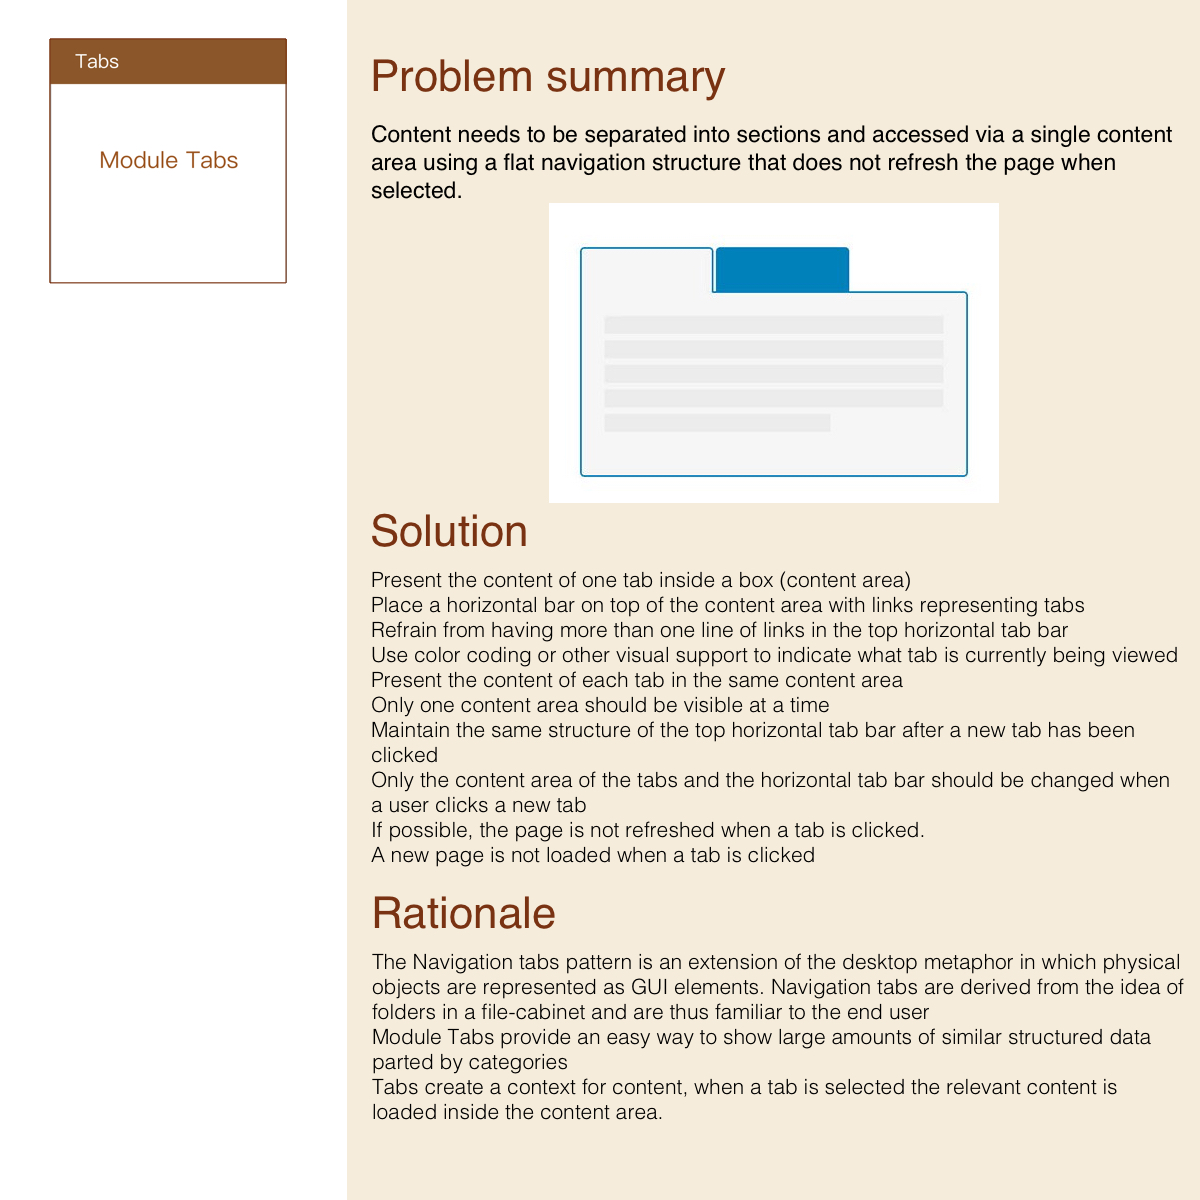 Tabs
Module Tabs
Problem summary
Content needs to be separated into sections and accessed via a single content
area using a flat navigation structure that does not refresh the page when
selected.
Solution
Present the content of one tab inside a box (content area)
Place a horizontal bar on top of the content area with links representing tabs
Refrain from having more than one line of links in the top horizontal tab bar
Use color coding or other visual support to indicate what tab is currently being viewed
Present the content of each tab in the same content area
Only one content area should be visible at a time
Maintain the same structure of the top horizontal tab bar after a new tab has been
clicked
Only the content area of the tabs and the horizontal tab bar should be changed when
a user clicks a new tab
If possible, the page is not refreshed when a tab is clicked.
A new page is not loaded when a tab is clicked
Rationale
The Navigation tabs pattern is an extension of the desktop metaphor in which physical
objects are represented as GUI elements. Navigation tabs are derived from the idea of
folders in a file-cabinet and are thus familiar to the end user
Module Tabs provide an easy way to show large amounts of similar structured data
parted by categories
Tabs create a context for content, when a tab is selected the relevant content is
loaded inside the content area.